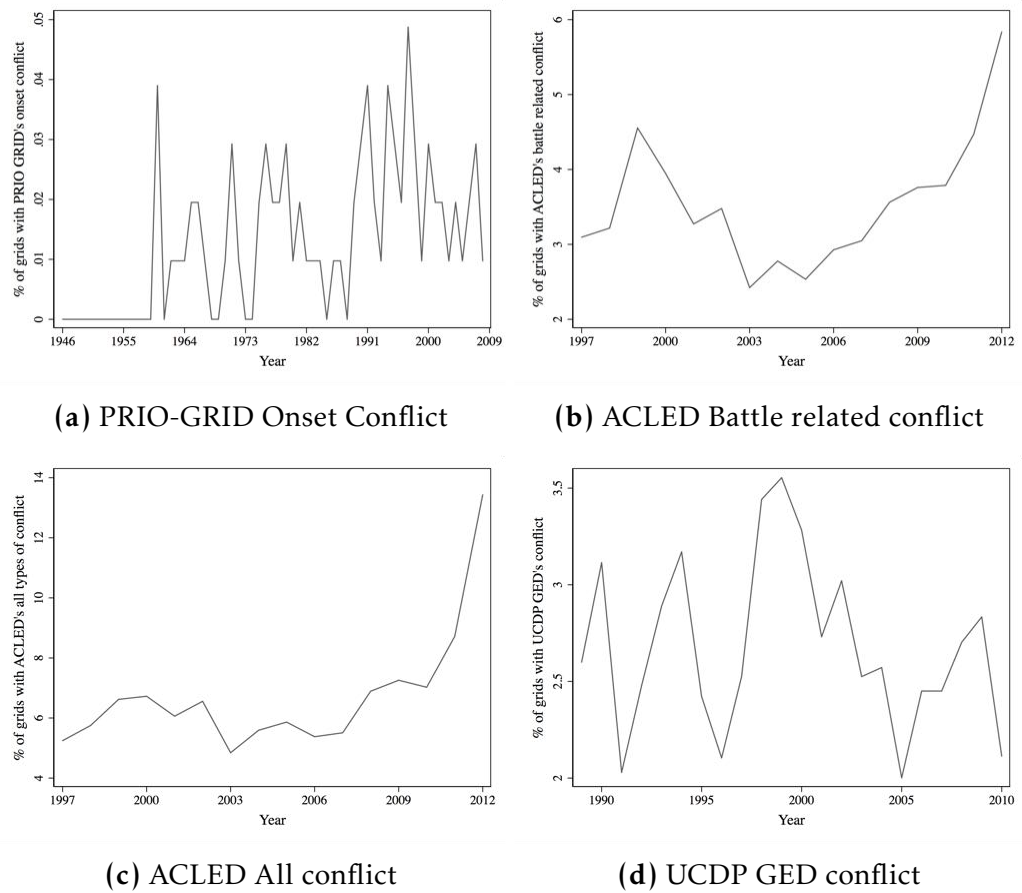 % of grids with PRIO GRID's onset conflict
.05
.04
.03
.02
.01
0
1946 1955 1964 1973 1982 1991 2000 2009
Year
(a) PRIO-GRID Onset Conflict
% of grids with ACLED's battle related conflict
6
5
4
3
2
1997 2000 2003 2006 2009 2012
Year
(b) ACLED Battle related conflict
% of grids with ACLED's all types of conflict
14
12
10
8
6
4
1997 2000 2003 2006 2009 2012
Year
(c) ACLED All conflict
% of grids with UCDP GED's conflict
3.5
3
2.5
2
1990 1995 2000 2005 2010
Year
(d) UCDP GED conflict